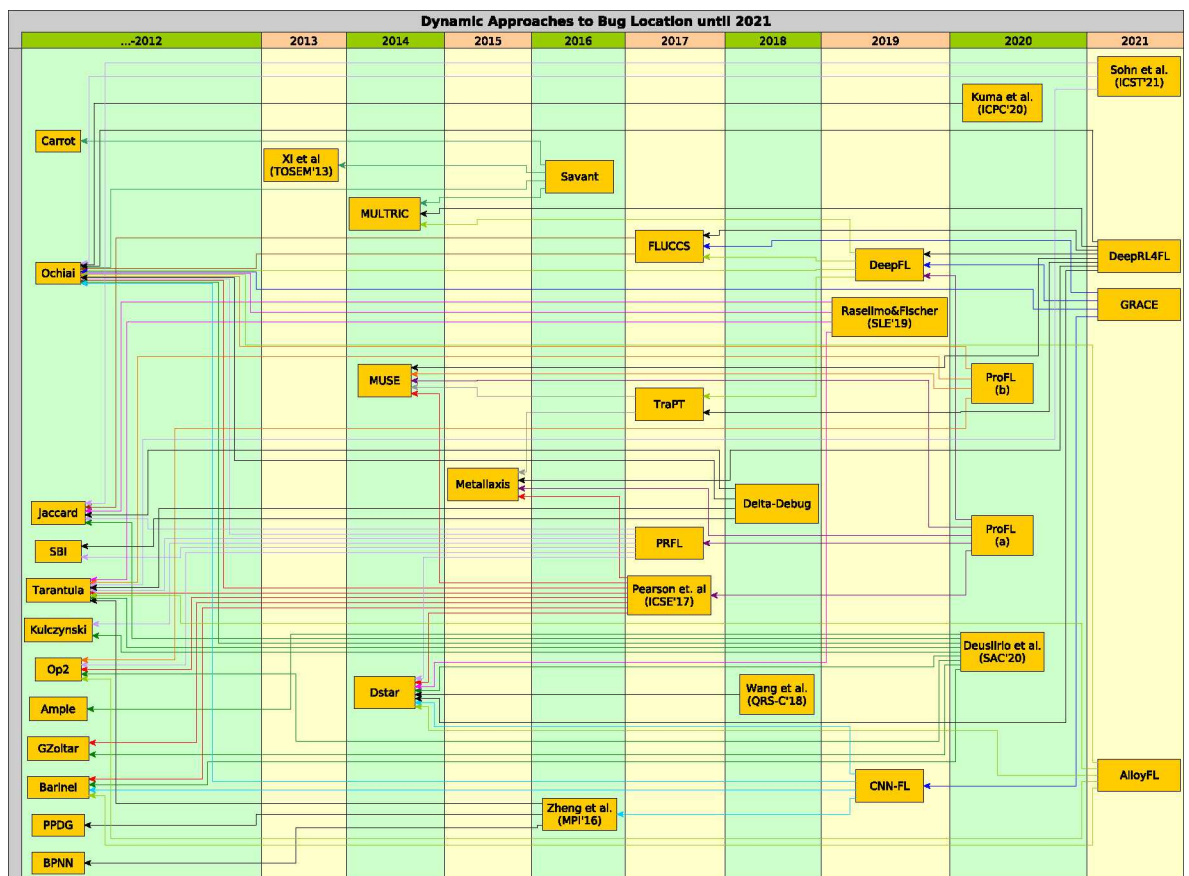 Dynamic Approaches to Bug Location until 2021
...-2012
2013
2014
2015
2016
2017
2018
2019
2020
2021
Sohn et al.
(ICST'21)
Kuma et al.
(ICPC'20)
Carrot
Xi et al
(TOSEM'13)
Savant
MULTRIC
FLUCCS
DeepFL
DeepRL4FL
Ochiai
GRACE
Raselimo&Fischer
(SLE'19)
MUSE
ProFL
(b)
TraPT
Metallaxis
Delta-Debug
Jaccard
SBI
PRFL
ProFL
(a)
Tarantula
Pearson et. al
(ICSE'17)
Kulczynski
Op2
Deusilrio et al.
(SAC'20)
Dstar
Wang et al.
(QRS-C'18)
Ample
GZoltar
Barinel
CNN-FL
AlloyFL
PPDG
Zheng et al.
(MPI'16)
BPNN